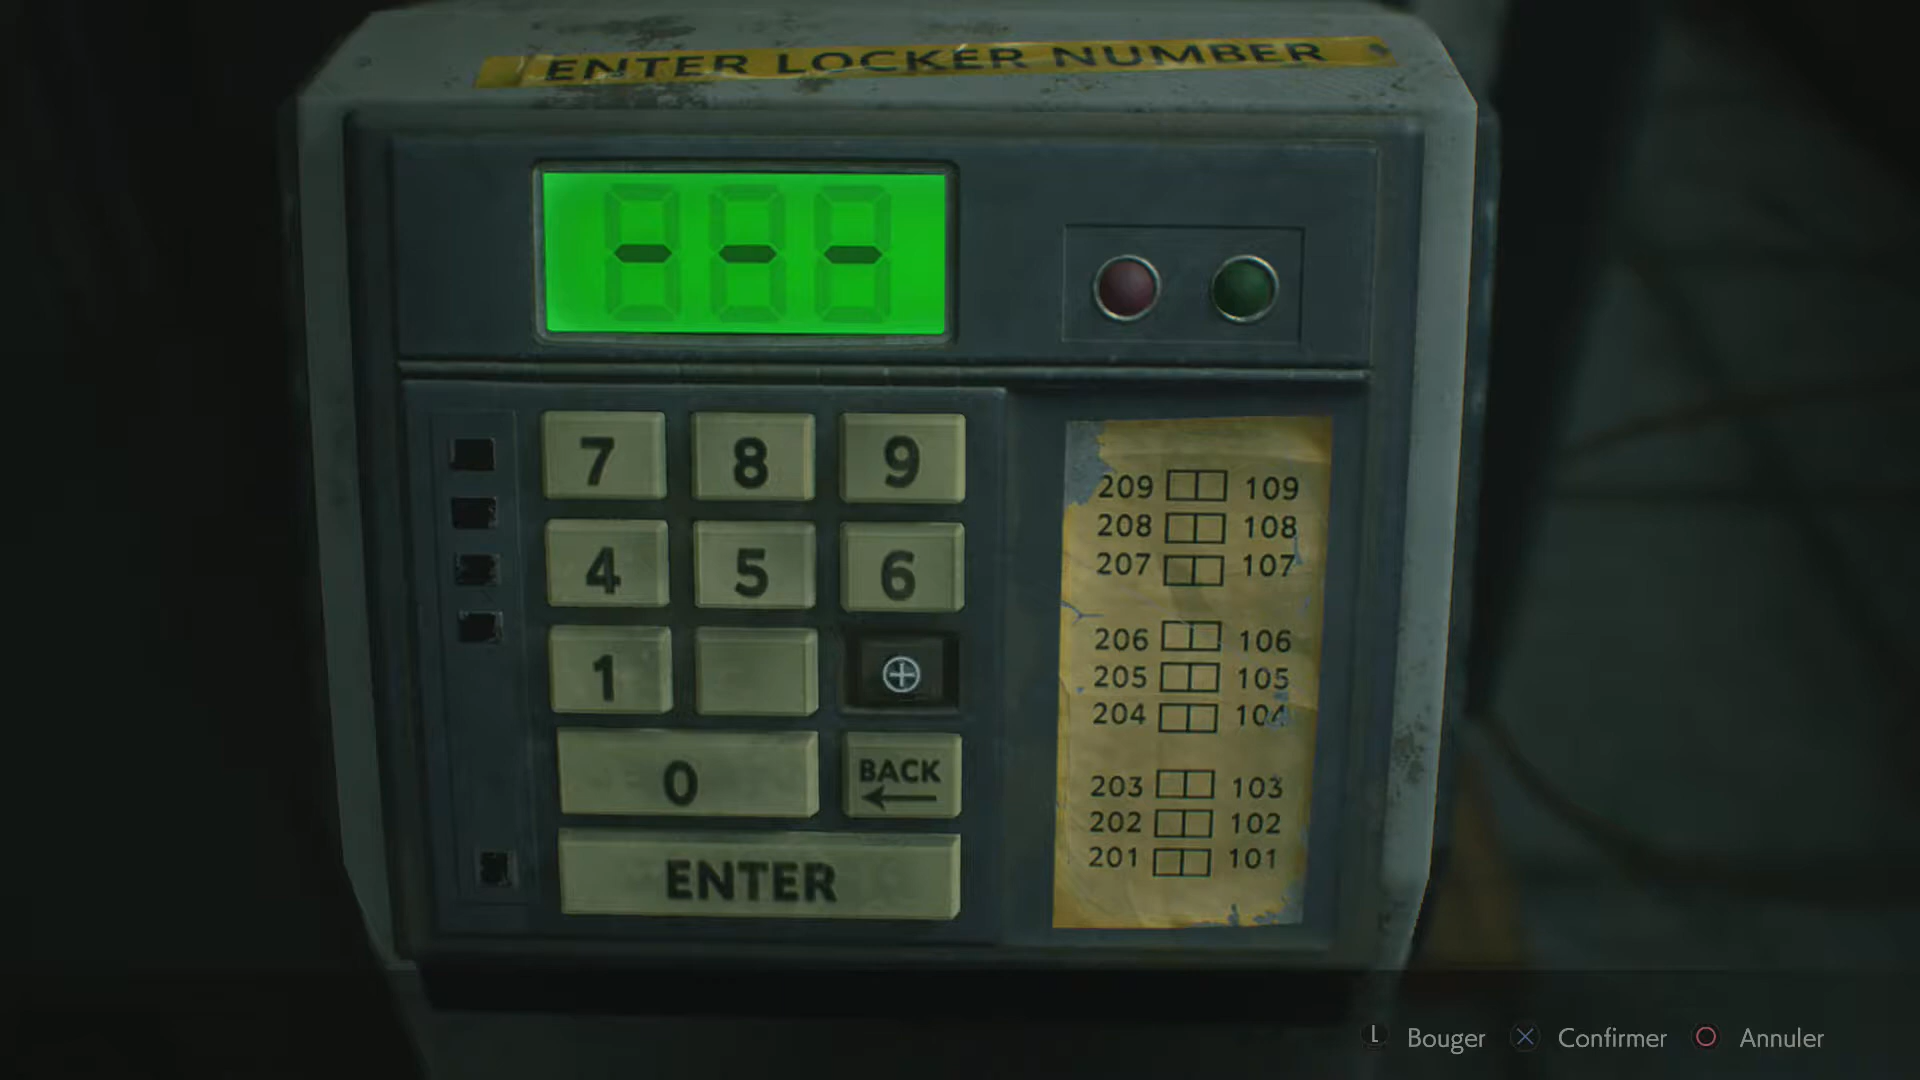 ENTER LOCKER NUMBER
7 8 9
4 5 6
1
0 BACK
ENTER
209 109
208 108
207 107
206 106
205 105
204 104
203 103
202 102
201 101
L Bouger Confirmer Annuler